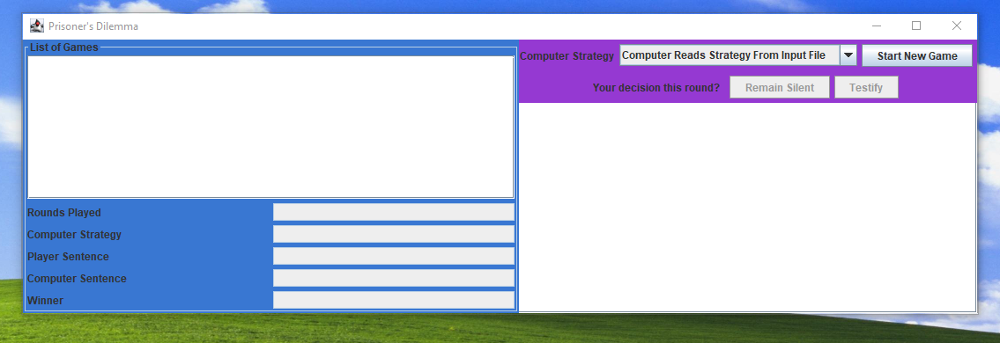 Prisoner's Dilemma
List of Games
Rounds Played
Computer Strategy
Player Sentence
Computer Sentence
Winner
Computer Strategy Computer Reads Strategy From Input File Start New Game
Your decision this round? Remain Silent Testify